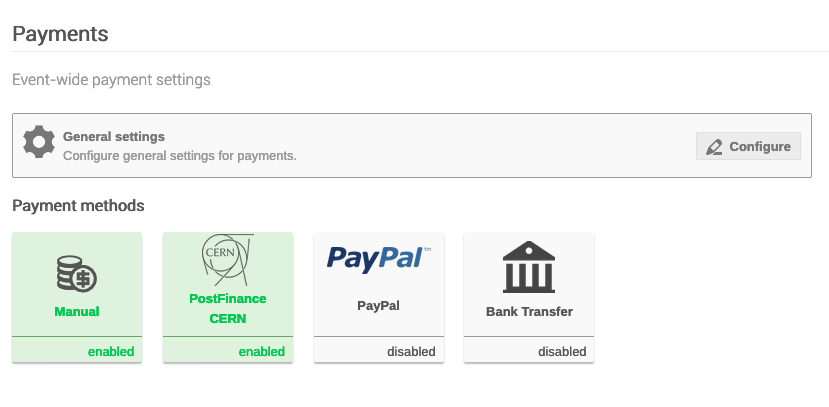 Payments
Event-wide payment settings
General settings
Configure general settings for payments.
Configure
Payment methods
CERN
PayPal™
Manual
PostFinance
CERN
PayPal
Bank Transfer
enabled
enabled
disabled
disabled